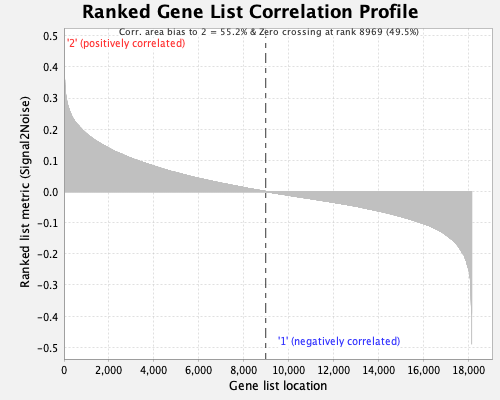 Ranked Gene List Correlation Profile
Corr. area bias to 2 = 55.2% & Zero crossing at rank 8969 (49.5%)
'2' (positively correlated)
0.5
0.4
0.3
0.2
0.1
0.0
-0.1
-0.2
-0.3
-0.4
-0.5
Ranked list metric (Signal2Noise)
'1' (negatively correlated)
0 2,000 4,000 6,000 8,000 10,000 12,000 14,000 16,000 18,000
Gene list location